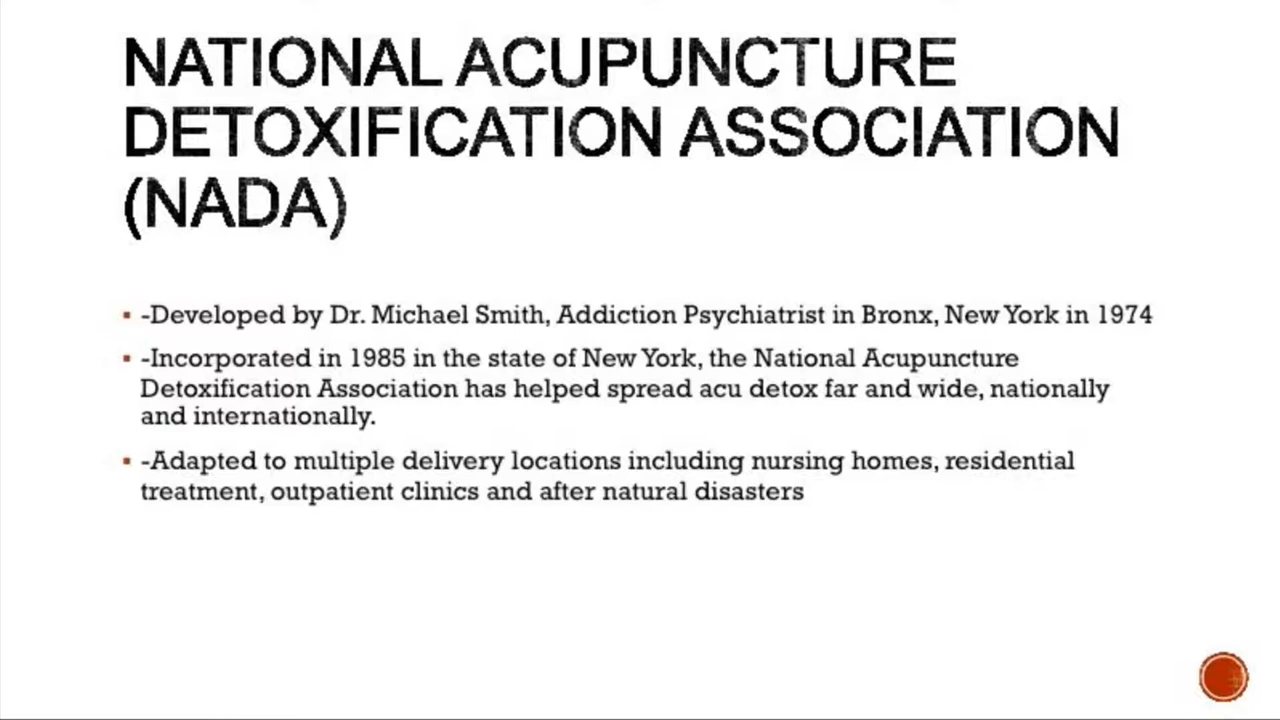 NATIONAL ACUPUNCTURE
DETOXIFICATION ASSOCIATION
(NADA)
-Developed by Dr. Michael Smith, Addiction Psychiatrist in Bronx, New York in 1974
-Incorporated in 1985 in the state of New York, the National Acupuncture
Detoxification Association has helped spread acu detox far and wide, nationally
and internationally.
-Adapted to multiple delivery locations including nursing homes, residential
treatment, outpatient clinics and after natural disasters